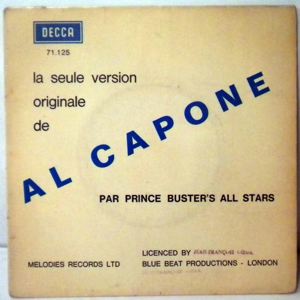 DECCA
71.125
la seule version
originale
de
AL CAPONE
PAR PRINCE BUSTER'S ALL STARS
LICENCED BY
MELODIES RECORDS LTD BLUE BEAT PRODUCTIONS - LONDON